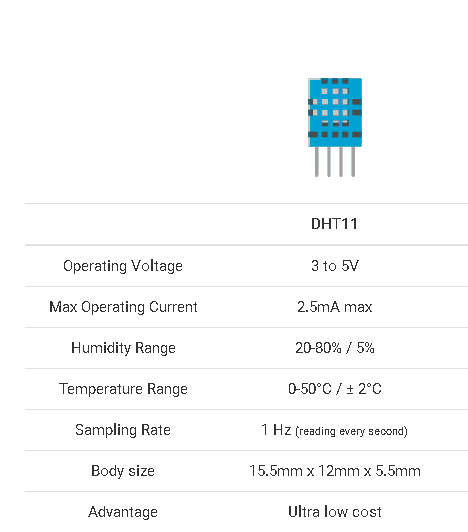 DHT11
Operating Voltage 3 to 5V
Max Operating Current 2.5mA max
Humidity Range 20-80% / 5%
Temperature Range 0-50°C / ± 2°C
Sampling Rate 1 Hz (reading every second)
Body size 15.5mm x 12mm x 5.5mm
Advantage Ultra low cost